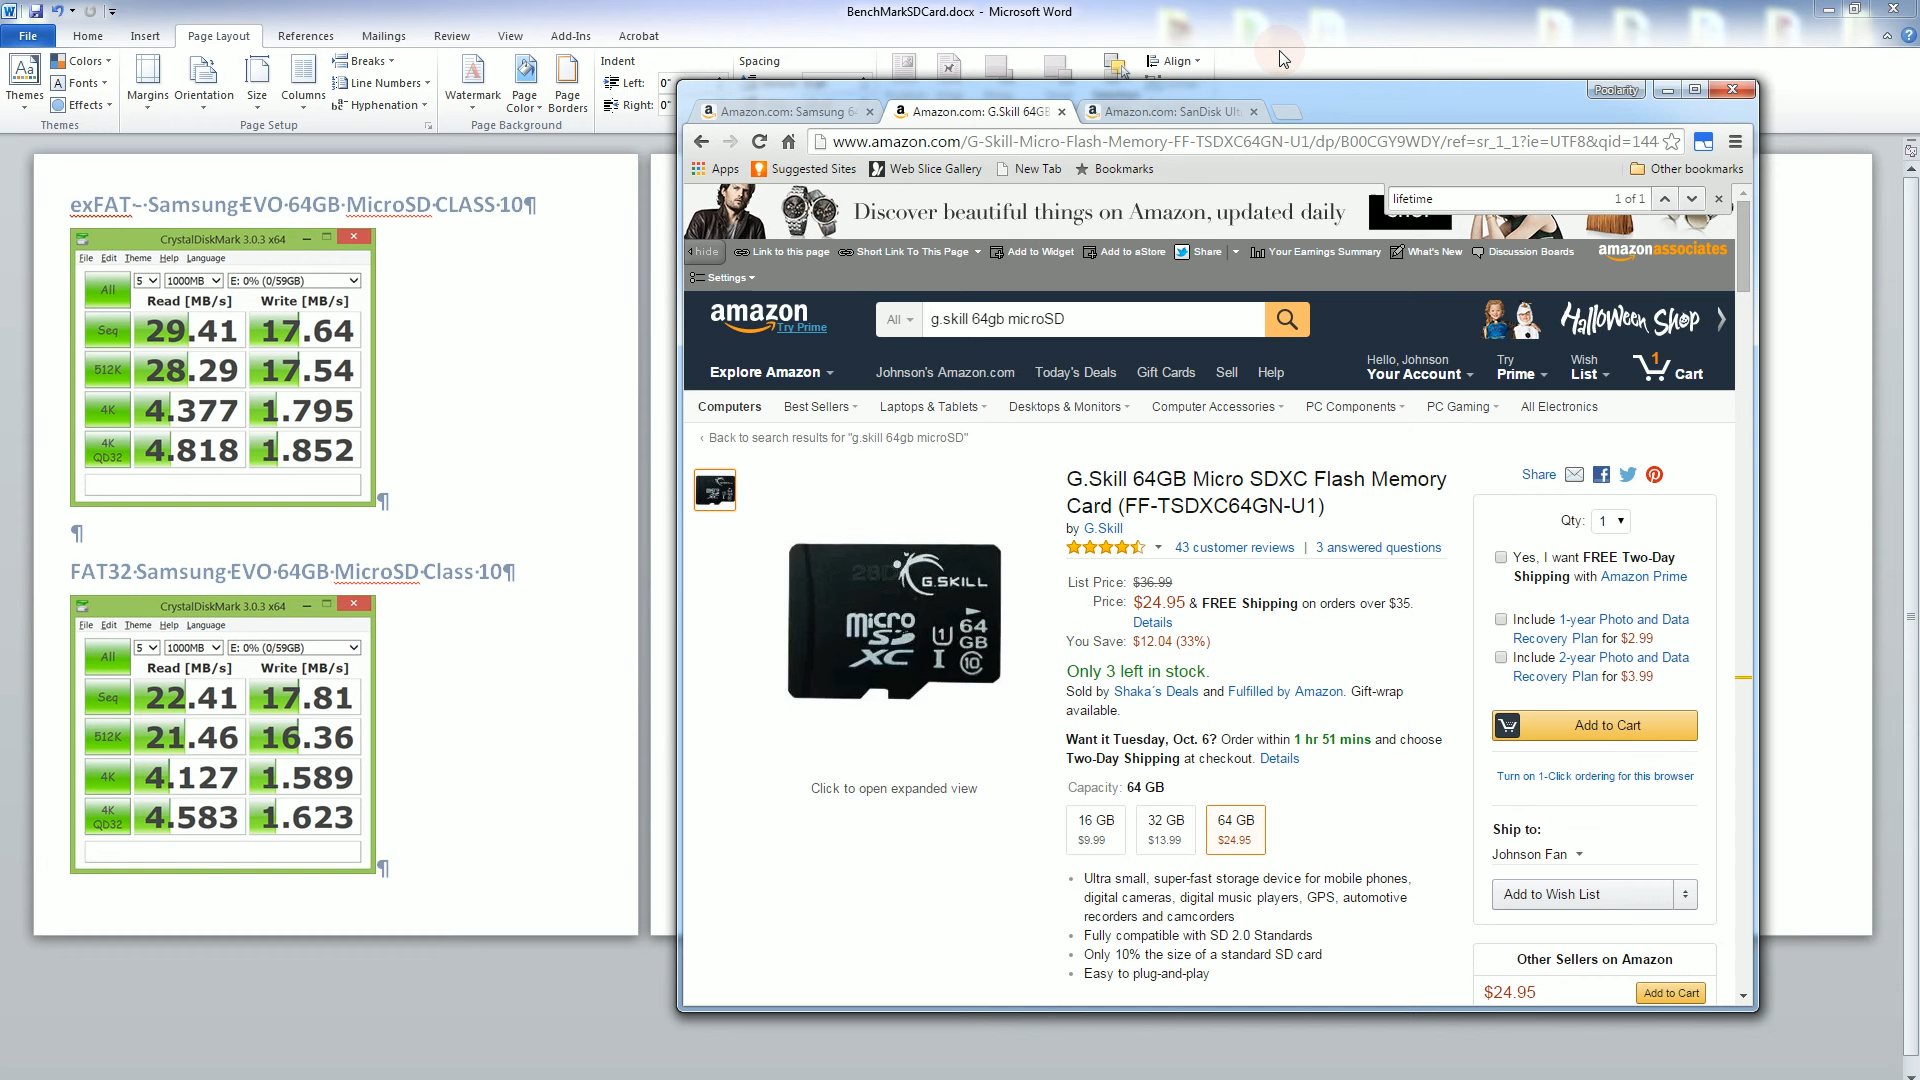 BenchMarkSDCard.docx - Microsoft Word
File Home Insert Page Layout References Mailings Review View Add-Ins Acrobat
Themes
Colors
Fonts
Effects
Themes
Margins Orientation Size Columns
Breaks
Line Numbers
Hyphenation
Page Setup
Watermark Page Color Page Borders
Page Background
Indent
Left: 0"
Right: 0"
Spacing
Align
exFAT - Samsung EVO 64GB MicroSD CLASS 10¶
CrystalDiskMark 3.0.3 x64
File Edit Theme Help Language
All 5 1000MB E: 0% (0/59GB)
Read [MB/s] Write [MB/s]
Seq 29.41 17.64
512K 28.29 17.54
4K 4.377 1.795
4K QD32 4.818 1.852
¶
¶
FAT32 Samsung EVO 64GB MicroSD Class 10¶
CrystalDiskMark 3.0.3 x64
File Edit Theme Help Language
All 5 1000MB E: 0% (0/59GB)
Read [MB/s] Write [MB/s]
Seq 22.41 17.81
512K 21.46 16.36
4K 4.127 1.589
4K QD32 4.583 1.623
¶
Poolarity
Amazon.com: Samsung 64 Amazon.com: G.Skill 64GB Amazon.com: SanDisk Ult
www.amazon.com/G-Skill-Micro-Flash-Memory-FF-TSDXC64GN-U1/dp/B00CGY9WDY/ref=sr_1_1?ie=UTF8&qid=144
Apps Suggested Sites Web Slice Gallery New Tab Bookmarks Other bookmarks
Discover beautiful things on Amazon, updated daily
lifetime 1 of 1
hide Link to this page Short Link To This Page Add to Widget Add to aStore Share Your Earnings Summary What's New Discussion Boards amazonassociates
Settings
amazon
Try Prime
All g.skill 64gb microSD
Halloween Shop
Explore Amazon Johnson's Amazon.com Today's Deals Gift Cards Sell Help
Hello, Johnson
Your Account
Try
Prime
Wish
List
1
Cart
Computers Best Sellers Laptops & Tablets Desktops & Monitors Computer Accessories PC Components PC Gaming All Electronics
‹ Back to search results for "g.skill 64gb microSD"
G.SKILL
micro SD XC
64 GB
U1 I 10
Click to open expanded view
G.Skill 64GB Micro SDXC Flash Memory
Card (FF-TSDXC64GN-U1)
by G.Skill
43 customer reviews | 3 answered questions
List Price: $36.99
Price: $24.95 & FREE Shipping on orders over $35.
Details
You Save: $12.04 (33%)
Only 3 left in stock.
Sold by Shaka´s Deals and Fulfilled by Amazon. Gift-wrap
available.
Want it Tuesday, Oct. 6? Order within 1 hr 51 mins and choose
Two-Day Shipping at checkout. Details
Capacity: 64 GB
16 GB 32 GB 64 GB
$9.99 $13.99 $24.95
Ultra small, super-fast storage device for mobile phones,
digital cameras, digital music players, GPS, automotive
recorders and camcorders
Fully compatible with SD 2.0 Standards
Only 10% the size of a standard SD card
Easy to plug-and-play
Share
Qty: 1
Yes, I want FREE Two-Day
Shipping with Amazon Prime
Include 1-year Photo and Data
Recovery Plan for $2.99
Include 2-year Photo and Data
Recovery Plan for $3.99
Add to Cart
Turn on 1-Click ordering for this browser
Ship to:
Johnson Fan
Add to Wish List
Other Sellers on Amazon
$24.95 Add to Cart